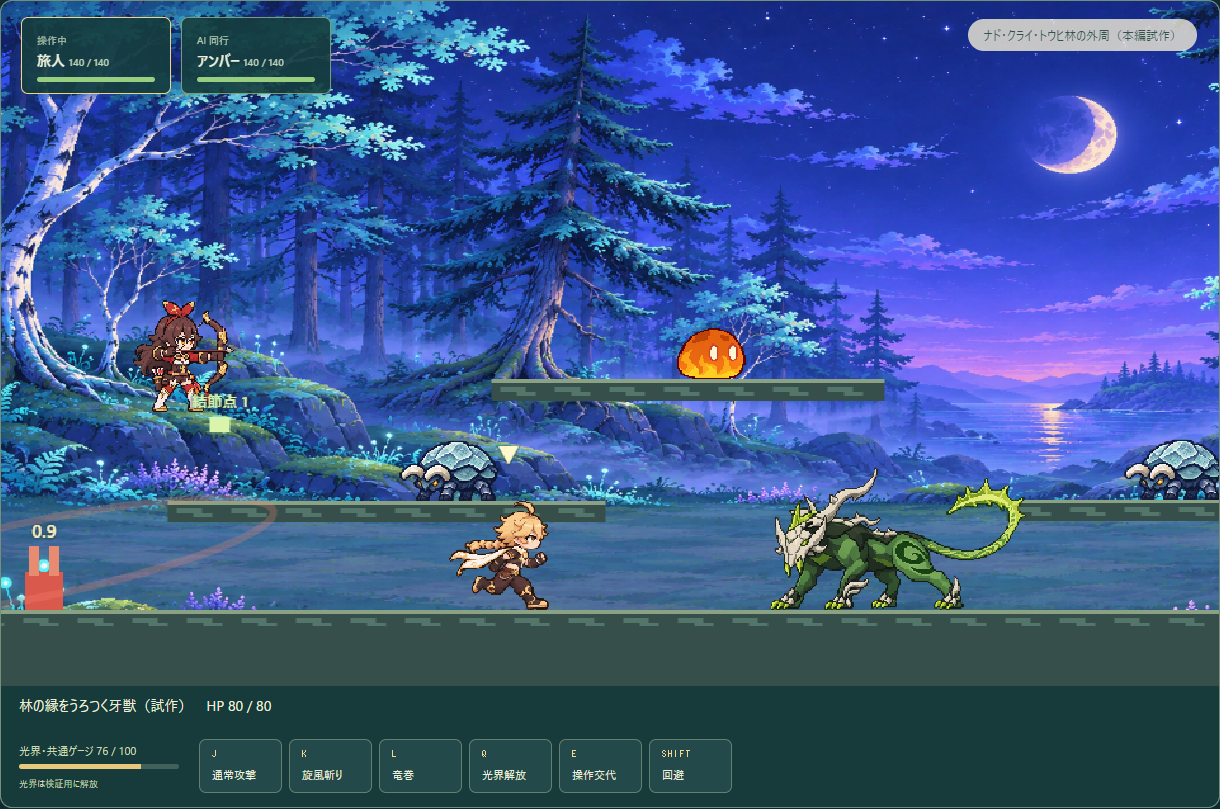 操作中
旅人 140 / 140
AI 同行
アンバー 140 / 140
ナド・クライ・トウヒ林の外周（本編試作）
結節点 1
0.9
林の縁をうろつく牙獣（試作） HP 80 / 80
光界・共通ゲージ 76 / 100
光界は検証用に解放
J
通常攻撃
K
旋風斬り
L
竜巻
Q
光界解放
E
操作交代
SHIFT
回避